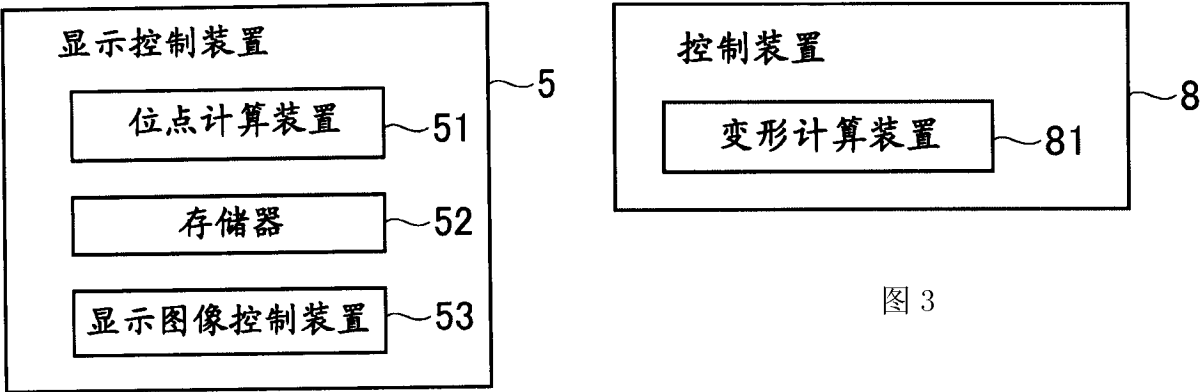 显示控制装置
5
位点计算装置
51
存储器
52
显示图像控制装置
53
控制装置
8
变形计算装置
81
图 3